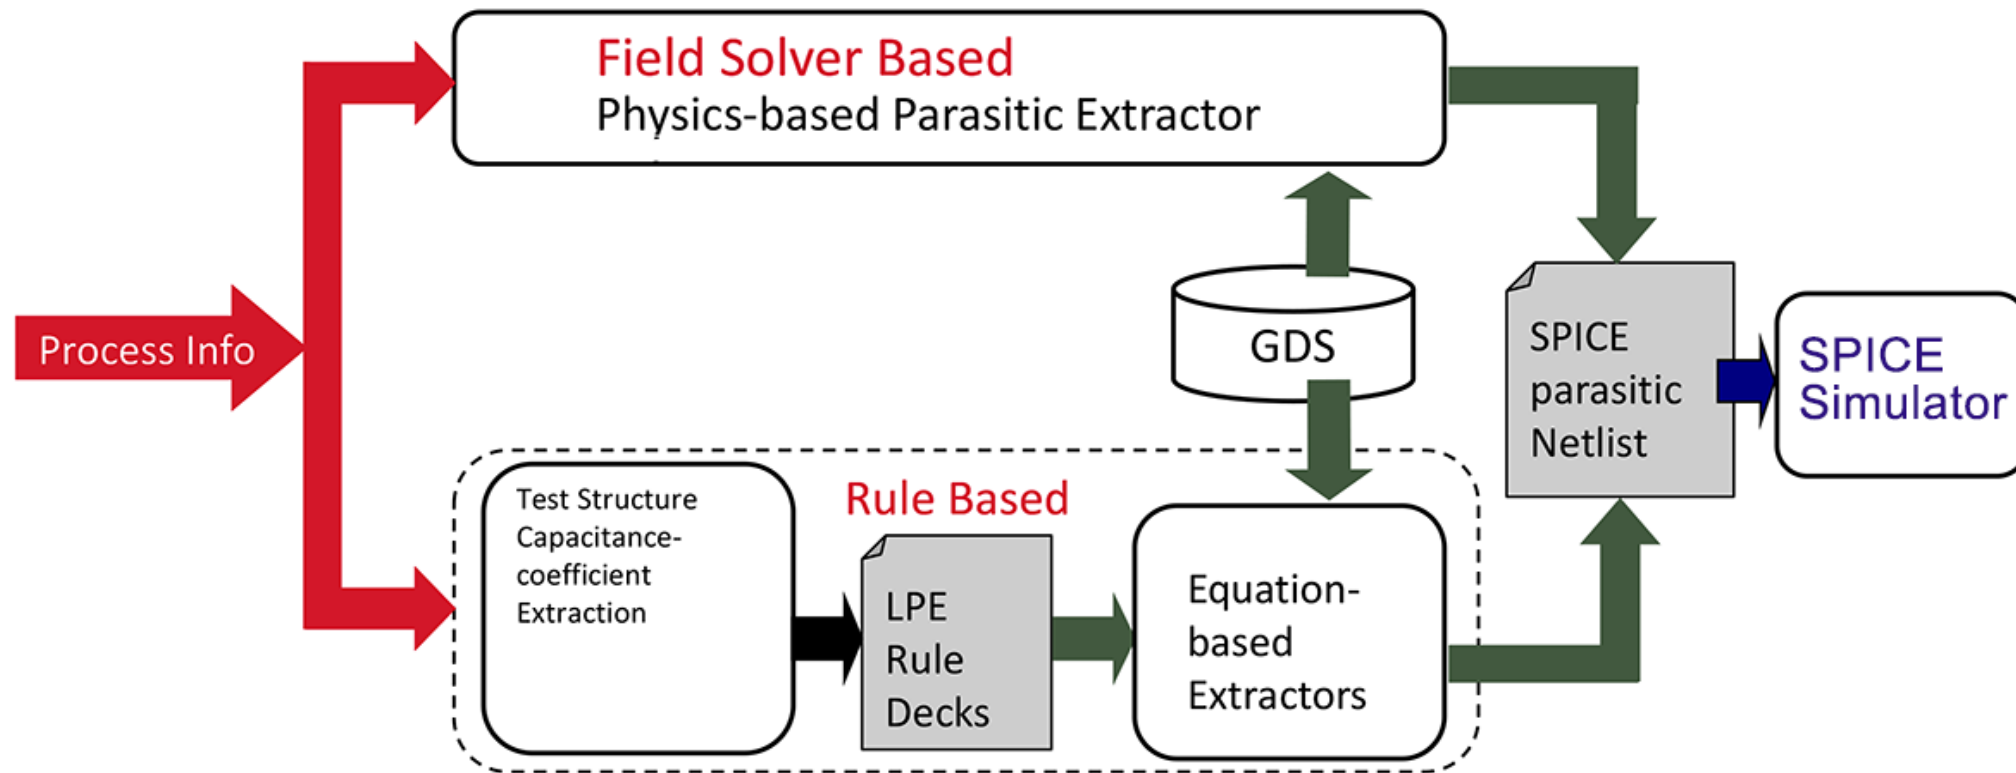 Field Solver Based
Physics-based Parasitic Extractor
Process Info
GDS
SPICE
parasitic
Netlist
SPICE
Simulator
Test Structure
Capacitance-
coefficient
Extraction
Rule Based
LPE
Rule
Decks
Equation-
based
Extractors